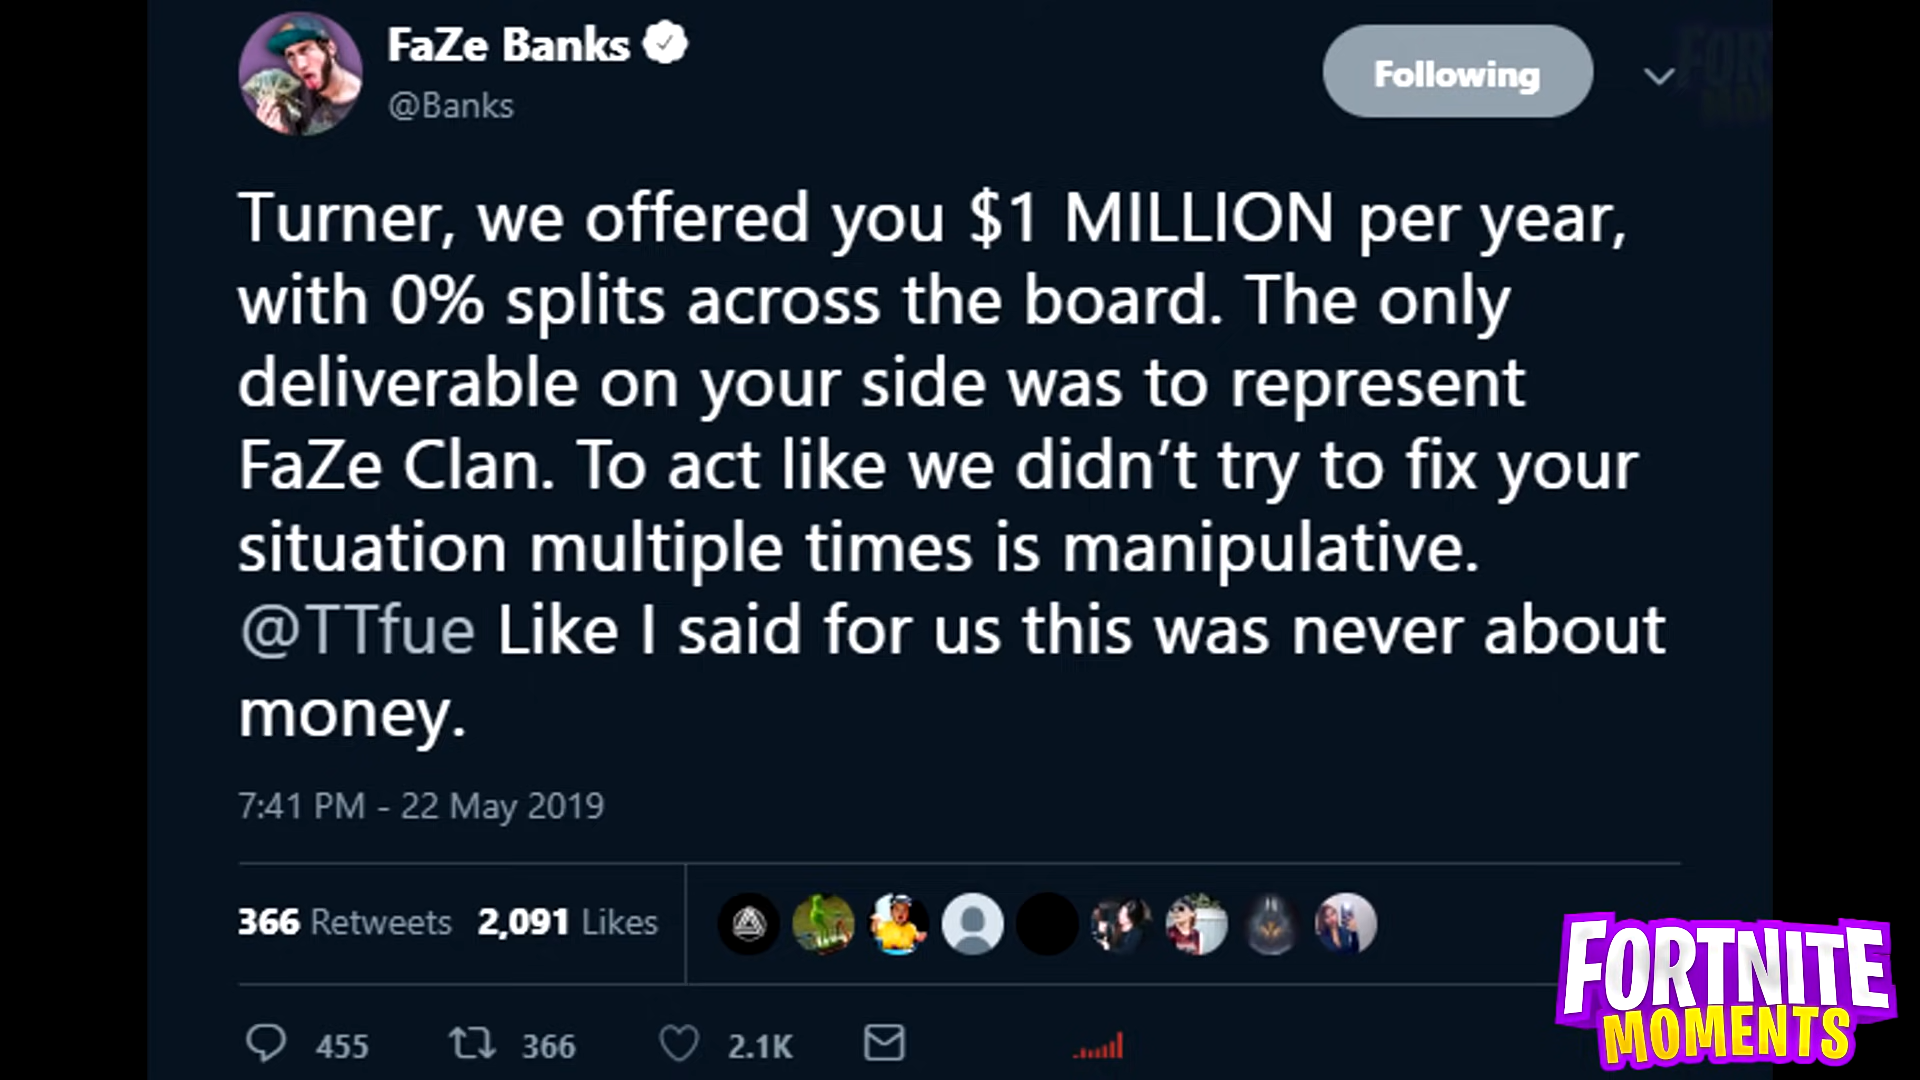 FaZe Banks
@Banks
Following
Turner, we offered you $1 MILLION per year,
with 0% splits across the board. The only
deliverable on your side was to represent
FaZe Clan. To act like we didn’t try to fix your
situation multiple times is manipulative.
@TTfue Like I said for us this was never about
money.
7:41 PM - 22 May 2019
366 Retweets 2,091 Likes
455 366 2.1K
FORTNITE
MOMENTS